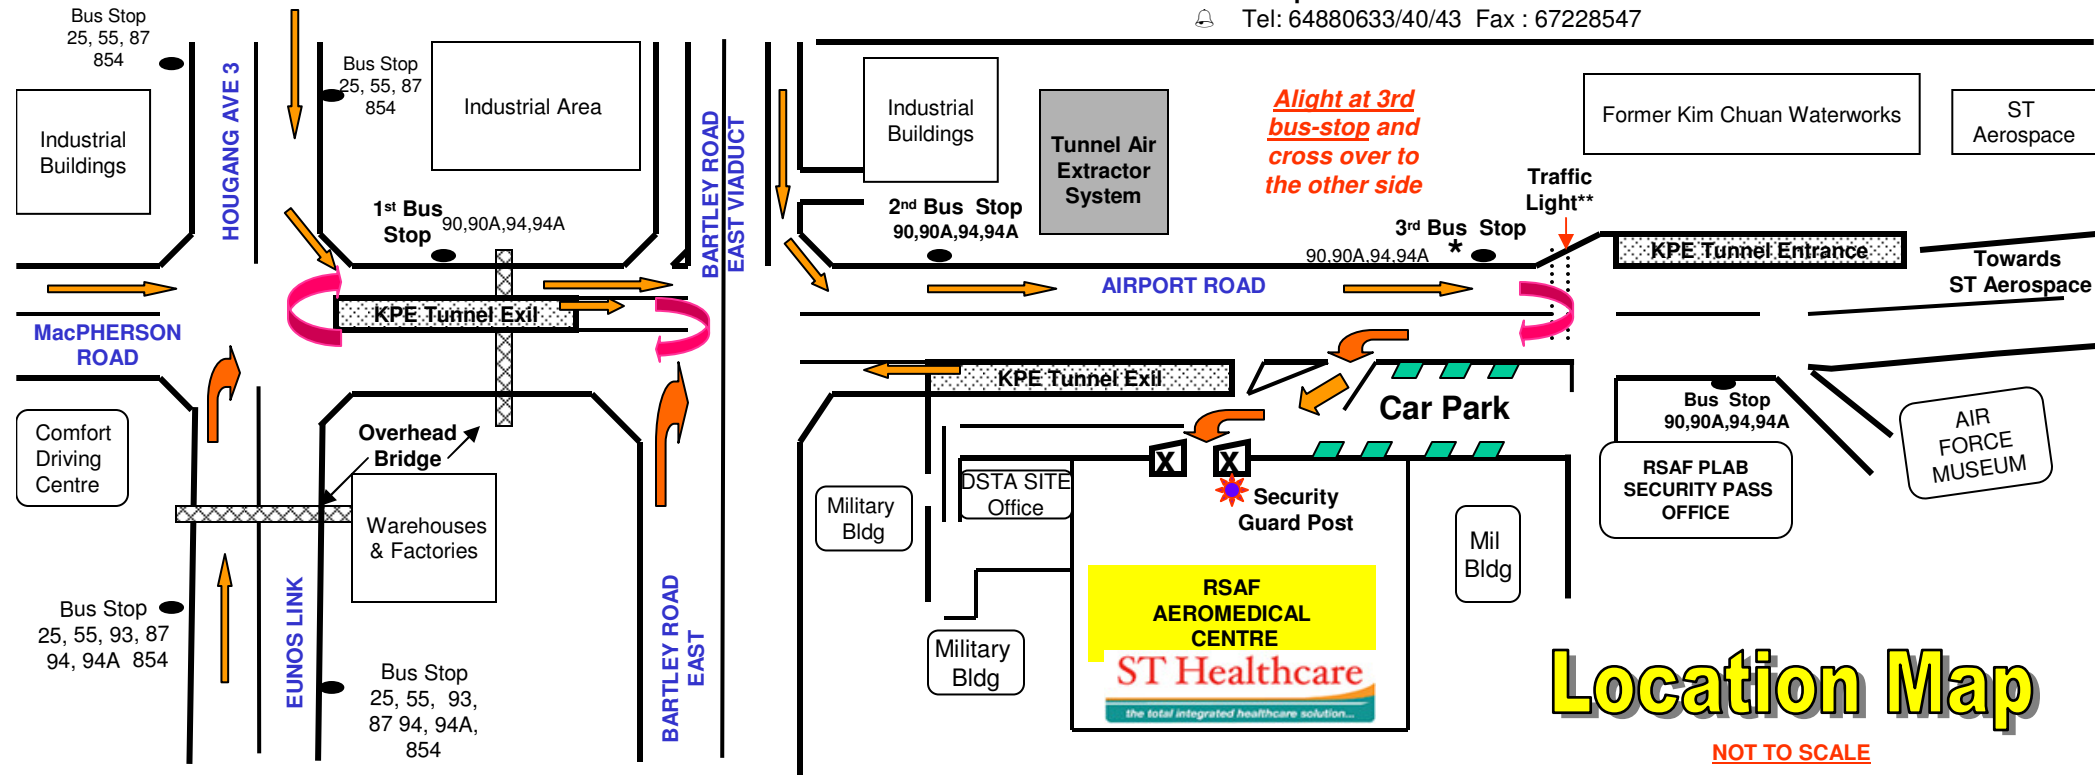 Tel: 64880633/40/43 Fax : 67228547
Bus Stop
25, 55, 87
854
HOUGANG AVE 3
Bus Stop
25, 55, 87
854
Industrial Area
Industrial
Buildings
BARTLEY ROAD
EAST VIADUCT
Industrial
Buildings
Tunnel Air
Extractor
System
Alight at 3rd
bus-stop and
cross over to
the other side
Former Kim Chuan Waterworks
ST
Aerospace
Traffic
Light**
1st Bus
Stop
90,90A,94,94A
2nd Bus Stop
90,90A,94,94A
3rd Bus Stop
*
90,90A,94,94A
KPE Tunnel Entrance
Towards
ST Aerospace
AIRPORT ROAD
KPE Tunnel Exil
MacPHERSON
ROAD
KPE Tunnel Exil
Car Park
Bus Stop
90,90A,94,94A
AIR
FORCE
MUSEUM
Comfort
Driving
Centre
Overhead
Bridge
X
X
RSAF PLAB
SECURITY PASS
OFFICE
DSTA SITE
Office
Security
Guard Post
Military
Bldg
Warehouses
& Factories
Mil
Bldg
Bus Stop
25, 55, 93, 87
94, 94A 854
EUNOS LINK
Bus Stop
25, 55, 93,
87 94, 94A,
854
BARTLEY ROAD
EAST
RSAF
AEROMEDICAL
CENTRE
Military
Bldg
ST Healthcare
the total integrated healthcare solution...
Location Map
NOT TO SCALE